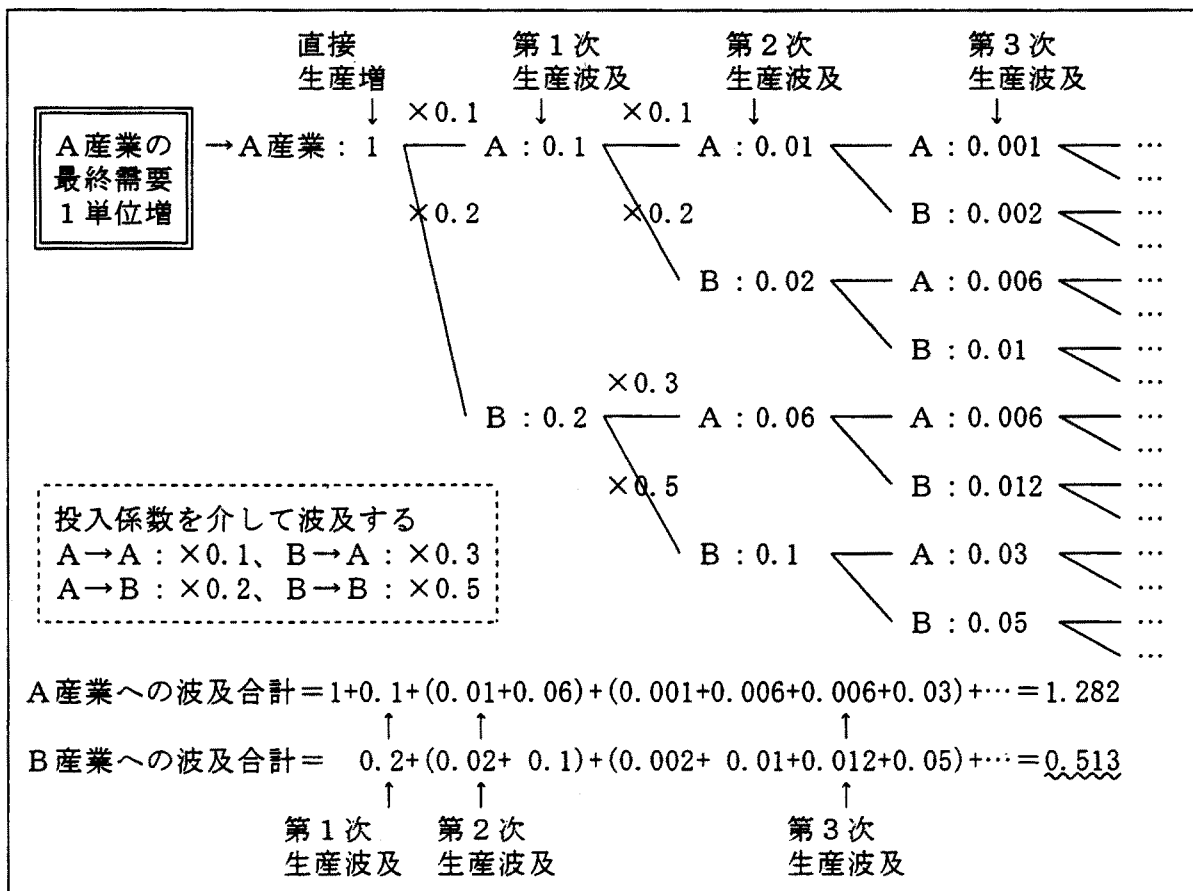 直接
生産増
↓
第1次
生産波及
↓
第2次
生産波及
↓
第3次
生産波及
↓
×0.1
×0.1
A産業の
最終需要
1単位増
→A産業：1
A：0.1
A：0.01
A：0.001
…
…
×0.2
×0.2
B：0.002
…
…
B：0.02
A：0.006
…
…
B：0.01
…
…
×0.3
B：0.2
A：0.06
A：0.006
…
…
×0.5
B：0.012
…
…
B：0.1
A：0.03
…
…
B：0.05
…
…
投入係数を介して波及する
A→A：×0.1、B→A：×0.3
A→B：×0.2、B→B：×0.5
A産業への波及合計＝1+0.1+(0.01+0.06)+(0.001+0.006+0.006+0.03)+…＝1.282
↑ ↑ ↑
B産業への波及合計＝ 0.2+(0.02+ 0.1)+(0.002+ 0.01+0.012+0.05)+…＝0.513
↑ ↑ ↑
第1次
生産波及
第2次
生産波及
第3次
生産波及